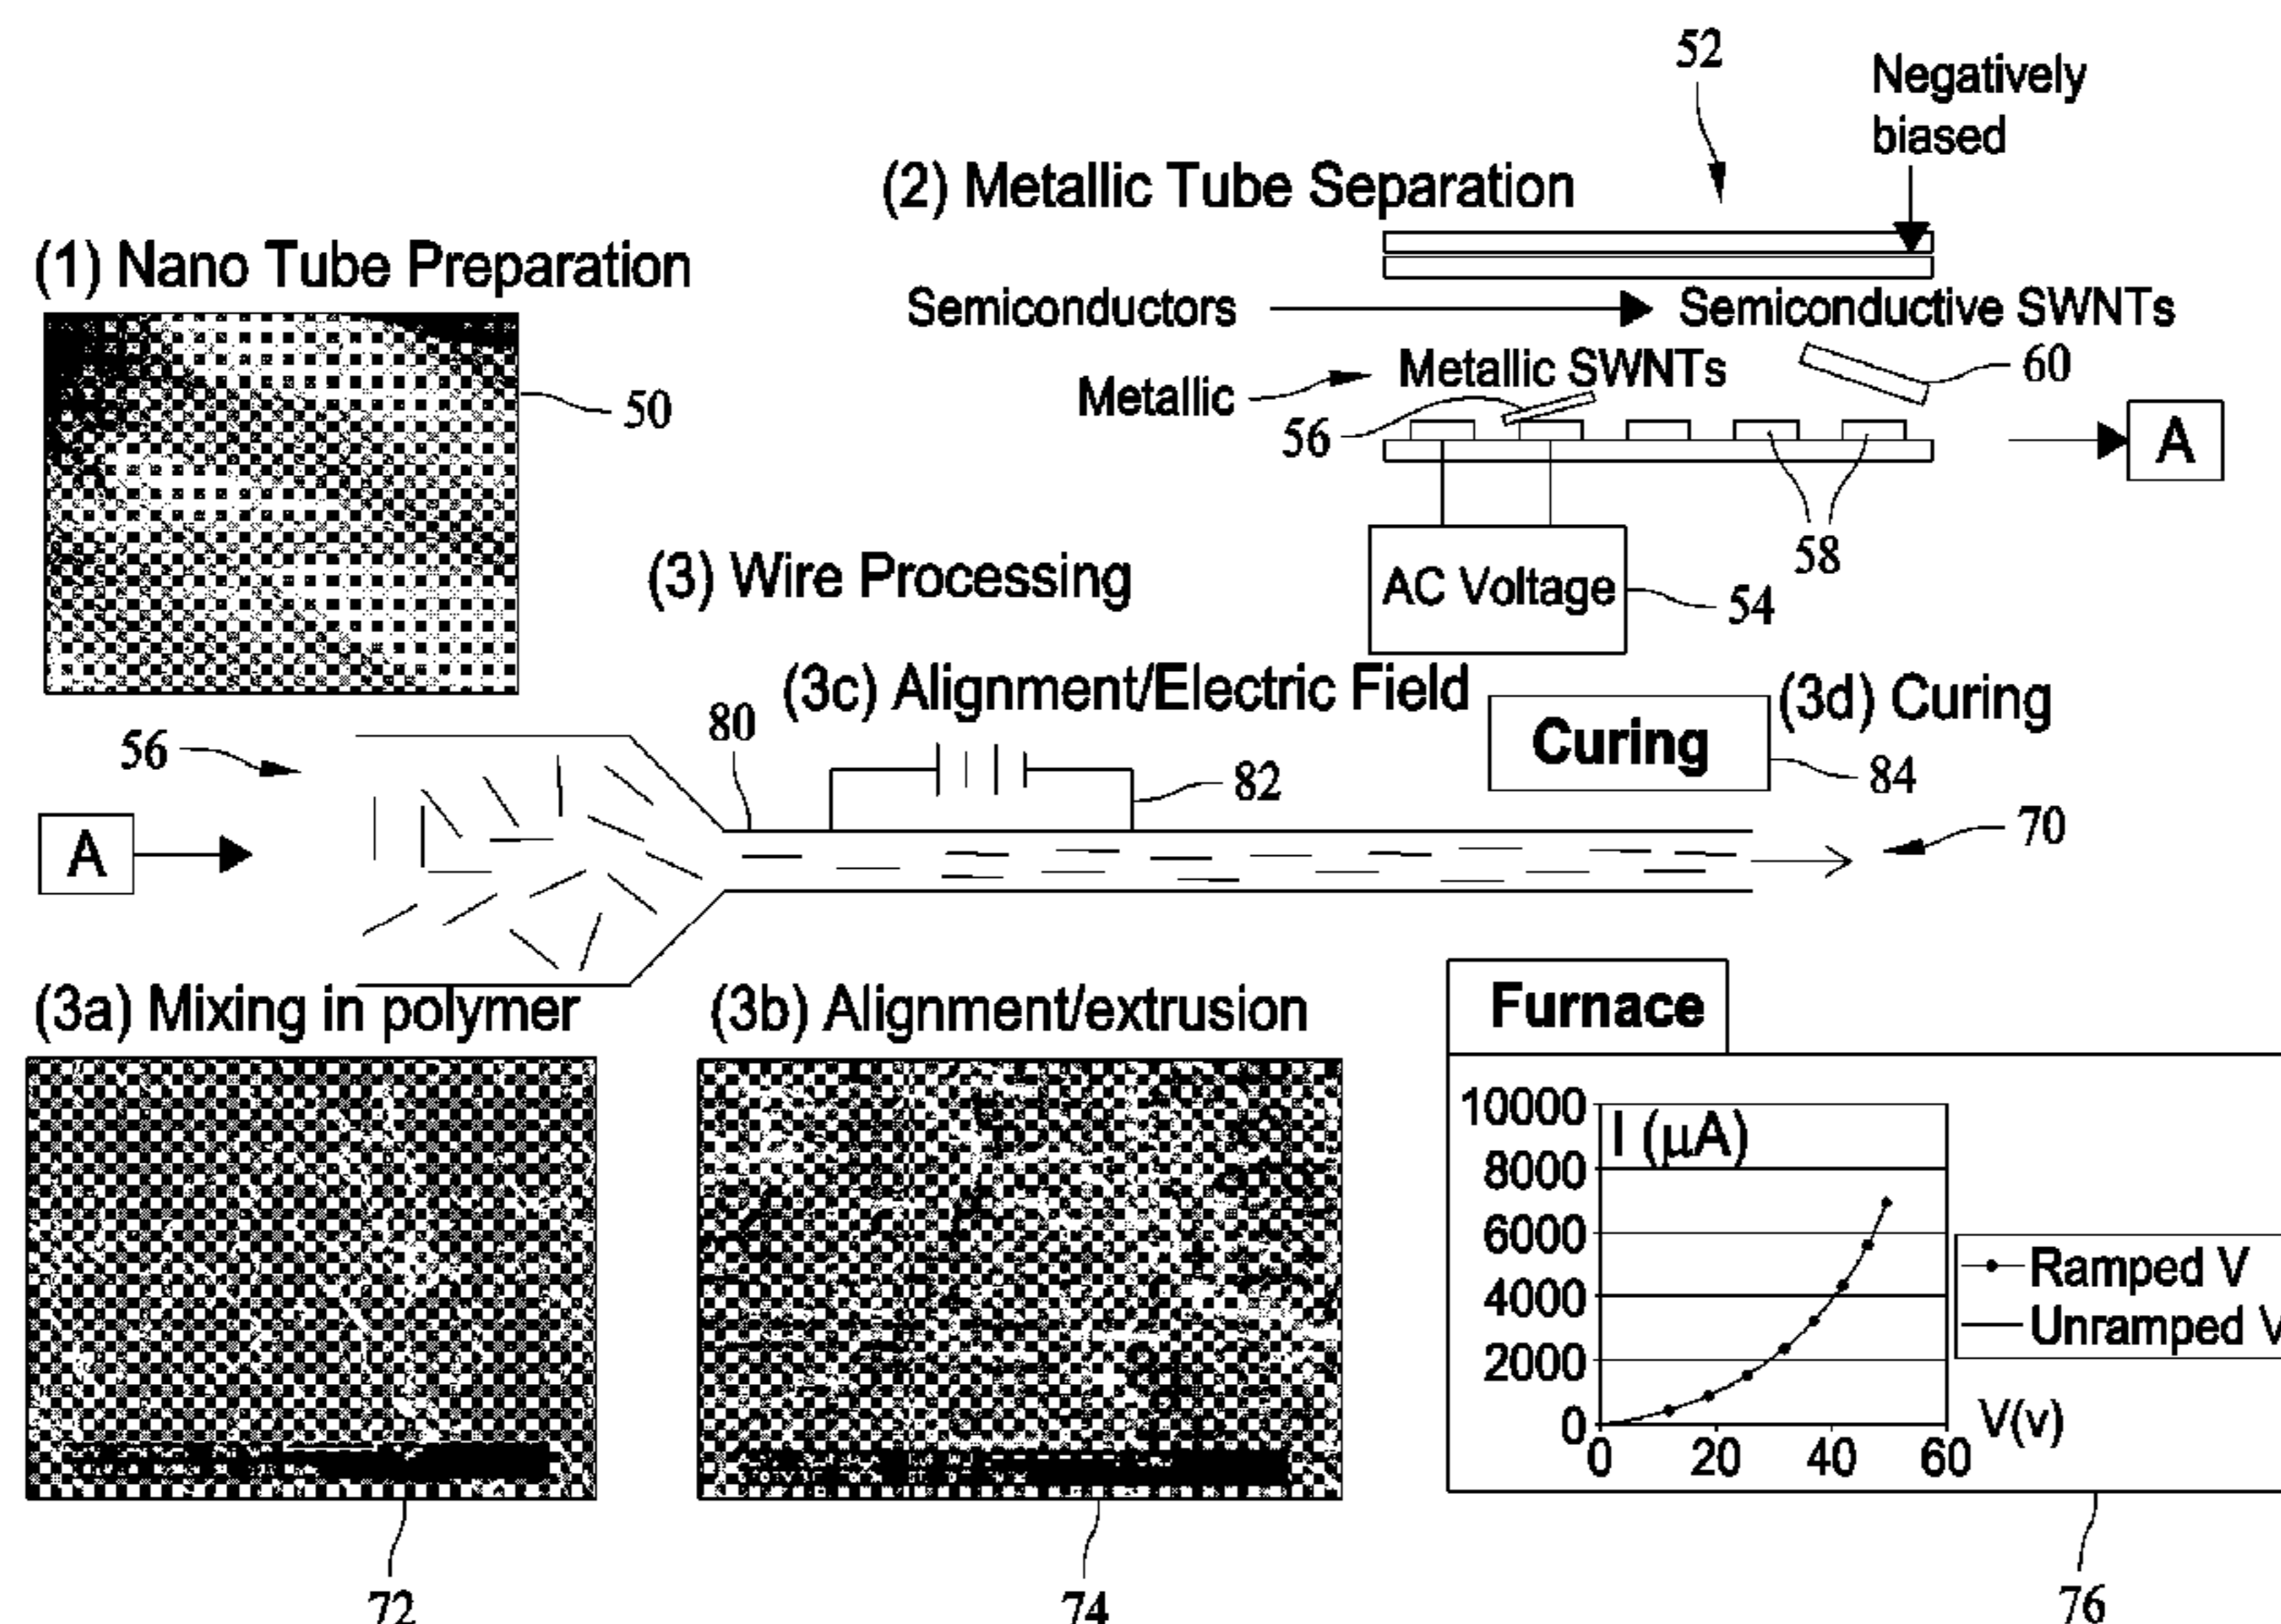 52
Negatively
biased
(2) Metallic Tube Separation
(1) Nano Tube Preparation
Semiconductors
Semiconductive SWNTs
50
Metallic
Metallic SWNTs
60
56
A
58
(3) Wire Processing
AC Voltage
54
(3c) Alignment/Electric Field
(3d) Curing
56
80
82
Curing
84
A
70
(3a) Mixing in polymer
(3b) Alignment/extrusion
Furnace
10000
I (μA)
8000
6000
4000
2000
0
0
20
40
60
V(v)
Ramped V
Unramped V
72
74
76